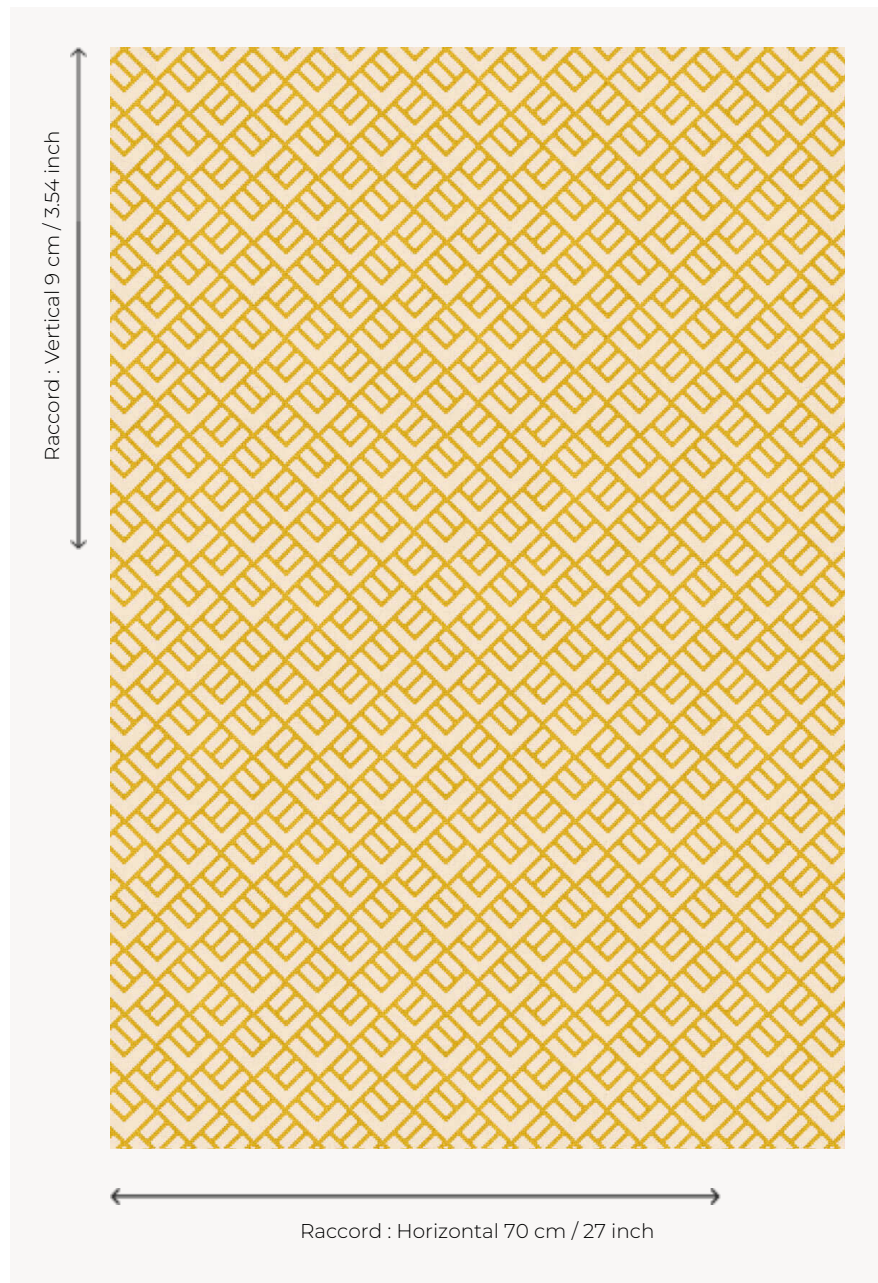 Raccord : Vertical 9 cm / 3.54 inch
Raccord : Horizontal 70 cm / 27 inch